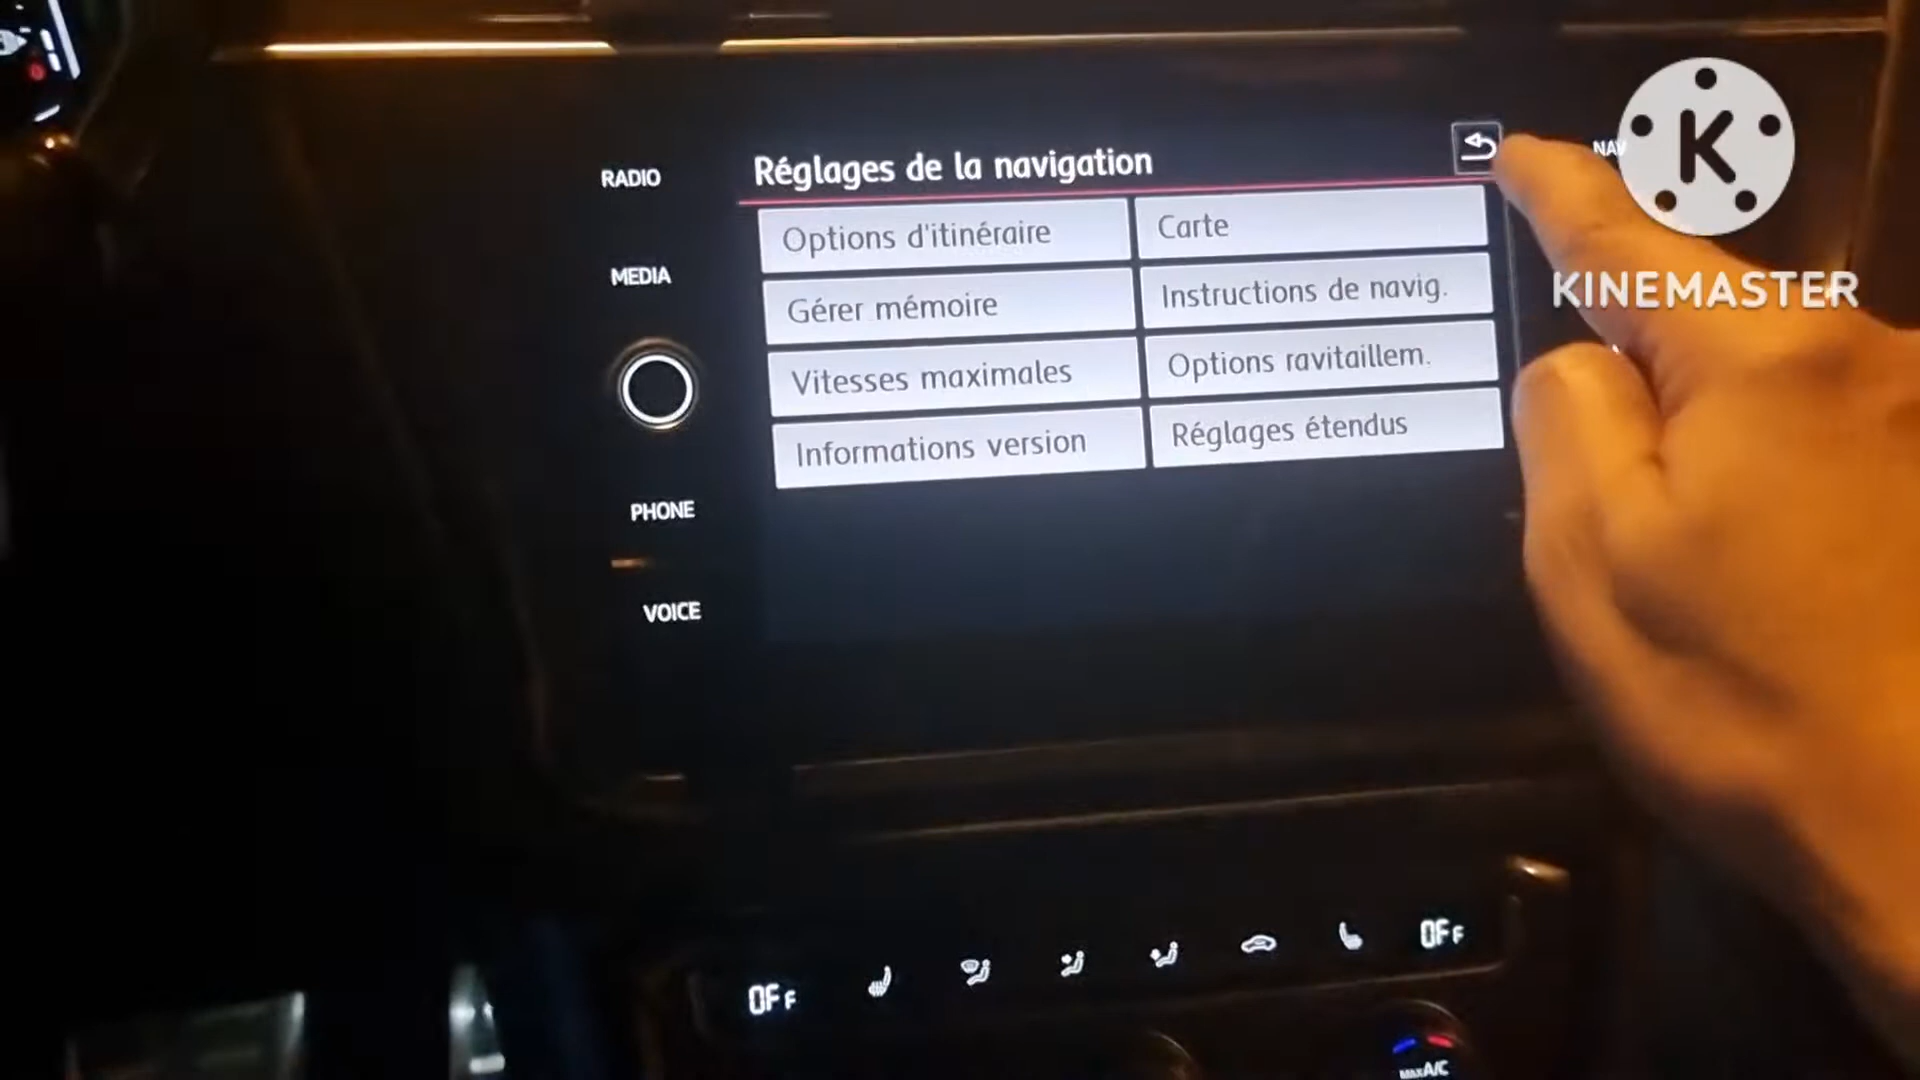 RADIO
MEDIA
PHONE
VOICE
Réglages de la navigation
Options d'itinéraire
Carte
Gérer mémoire
Instructions de navig.
Vitesses maximales
Options ravitaillem.
Informations version
Réglages étendus
NAV
K
KINEMASTER
OFF
OFF
MAX A/C